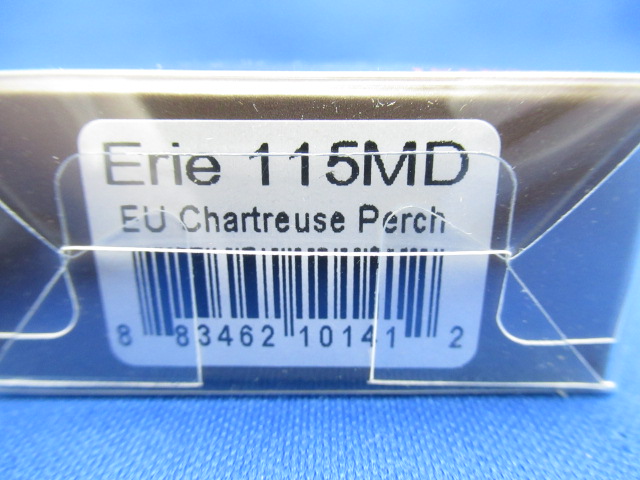 Erie 115MD
EU Chartreuse Perch
8 83462 10141 2